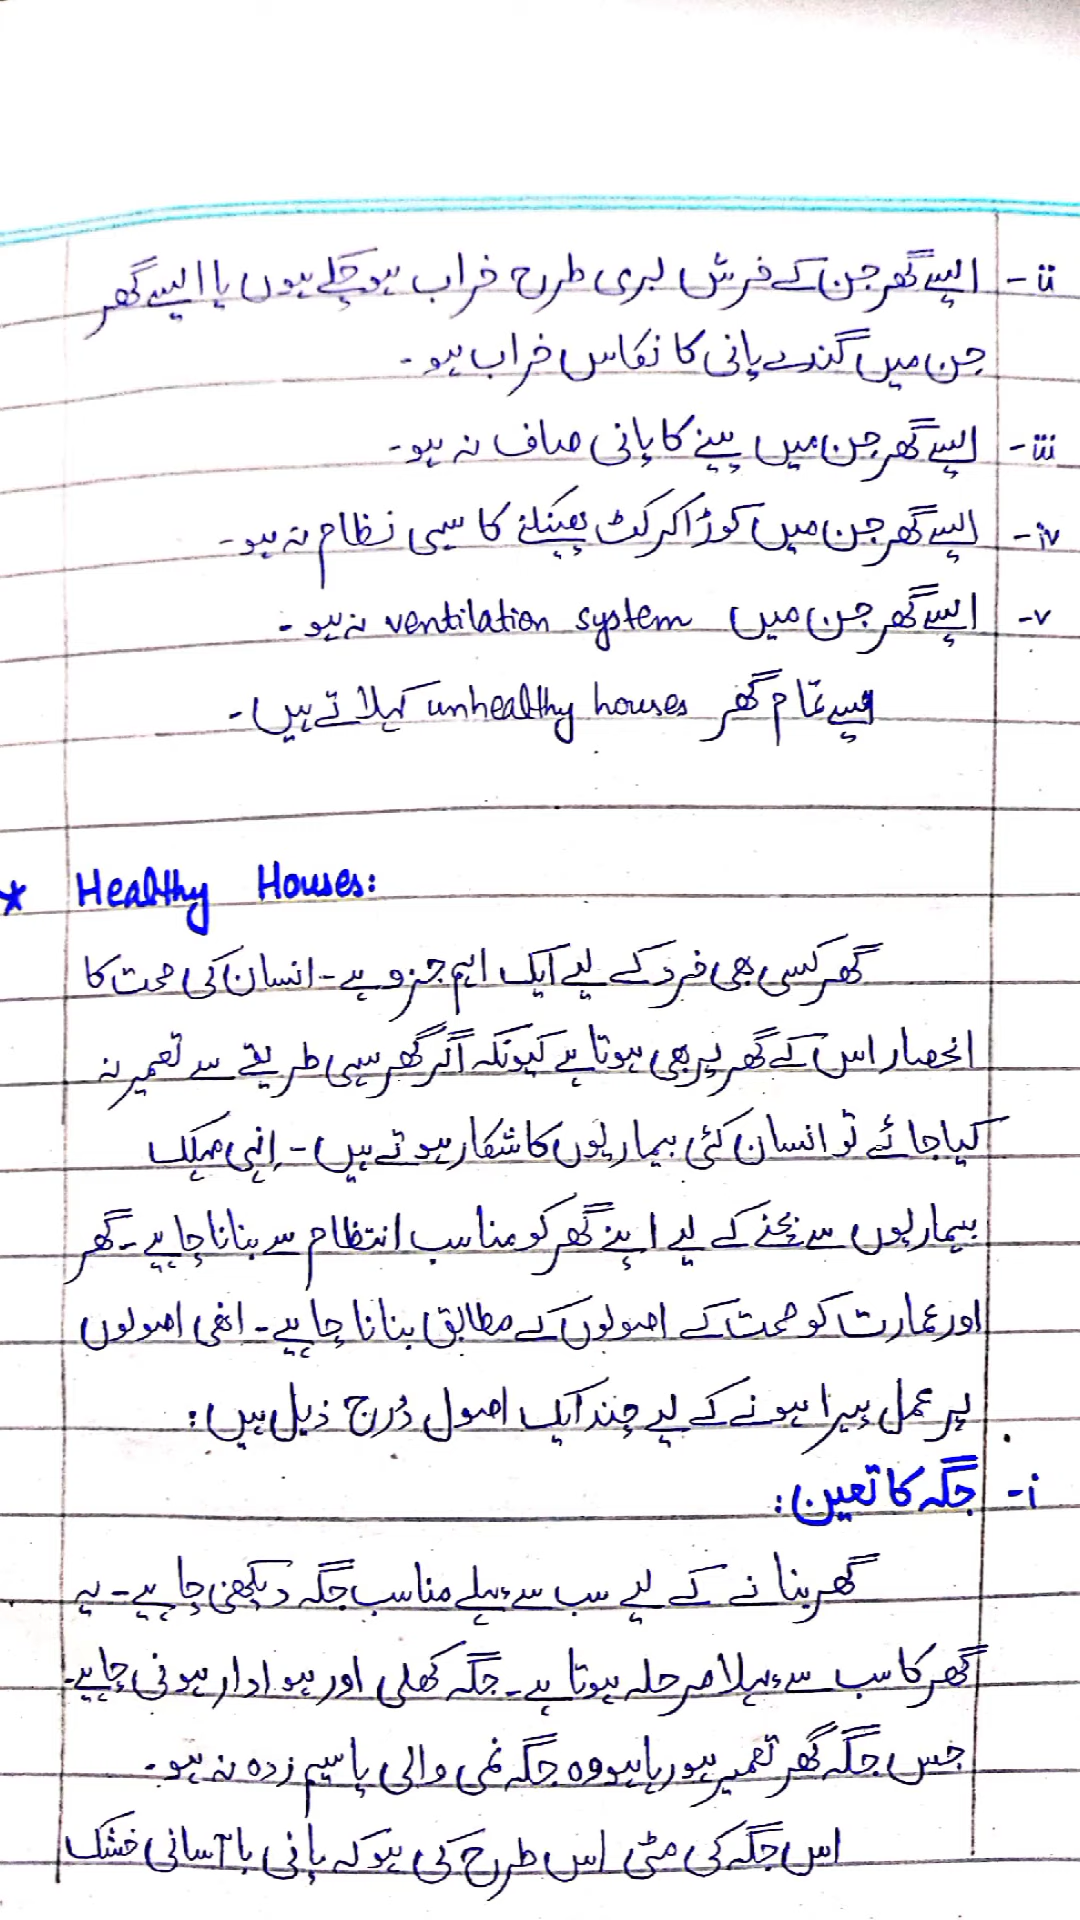 ii- ایسے گھر جن کے فرش بری طرح خراب ہو چکے ہوں یا ایسے گھر
جن میں گندے پانی کا نکاس خراب ہو۔
iii- ایسے گھر جن میں پینے کا پانی صاف نہ ہو۔
iv- ایسے گھر جن میں کوڑا کرکٹ پھینکنے کا سہی نظام نہ ہو۔
v- ایسے گھر جن میں ventilation system نہ ہو۔
ایسے تمام گھر unhealthy houses کہلاتے ہیں۔
* Healthy Houses:
گھر کسی بھی فرد کے لیے ایک اہم جزو ہے۔ انسان کی صحت کا
انحصار اس کے گھر پر بھی ہوتا ہے کیونکہ اگر گھر سہی طریقے سے تعمیر نہ
کیا جائے تو انسان کئی بیماریوں کا شکار ہوتے ہیں۔ اِنہی مہلک
بیماریوں سے بچنے کے لیے اپنے گھر کو مناسب انتظام سے بنانا چاہیے۔ گھر
اور عمارت کو صحت کے اصولوں کے مطابق بنانا چاہیے۔ انھی اصولوں
پر عمل پیرا ہونے کے لیے چند ایک اصول دَرج ذیل ہیں:
i- جگہ کا تعین:
گھر بنانے کے لیے سب سے پہلے مناسب جگہ دیکھنی چاہیے۔ یہ
گھر کا سب سے پہلا مرحلہ ہوتا ہے۔ جگہ کھلی اور ہوادار ہونی چاہیے۔
جس جگہ گھر تعمیر ہو رہا ہو وہ جگہ نمی والی یا سیم زدہ نہ ہو۔
اس جگہ کی مٹی اس طرح کی ہو کہ پانی باآسانی خشک